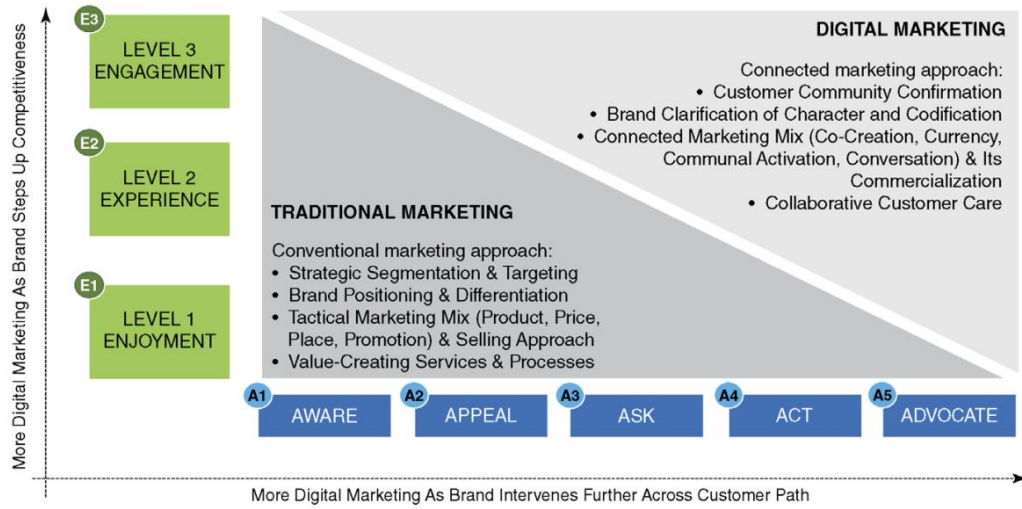 More Digital Marketing As Brand Steps Up Competitiveness
E3
LEVEL 3
ENGAGEMENT
E2
LEVEL 2
EXPERIENCE
E1
LEVEL 1
ENJOYMENT
DIGITAL MARKETING
Connected marketing approach:
• Customer Community Confirmation
• Brand Clarification of Character and Codification
• Connected Marketing Mix (Co-Creation, Currency,
Communal Activation, Conversation) & Its
Commercialization
• Collaborative Customer Care
TRADITIONAL MARKETING
Conventional marketing approach:
• Strategic Segmentation & Targeting
• Brand Positioning & Differentiation
• Tactical Marketing Mix (Product, Price,
Place, Promotion) & Selling Approach
• Value-Creating Services & Processes
A1
AWARE
A2
APPEAL
A3
ASK
A4
ACT
A5
ADVOCATE
More Digital Marketing As Brand Intervenes Further Across Customer Path